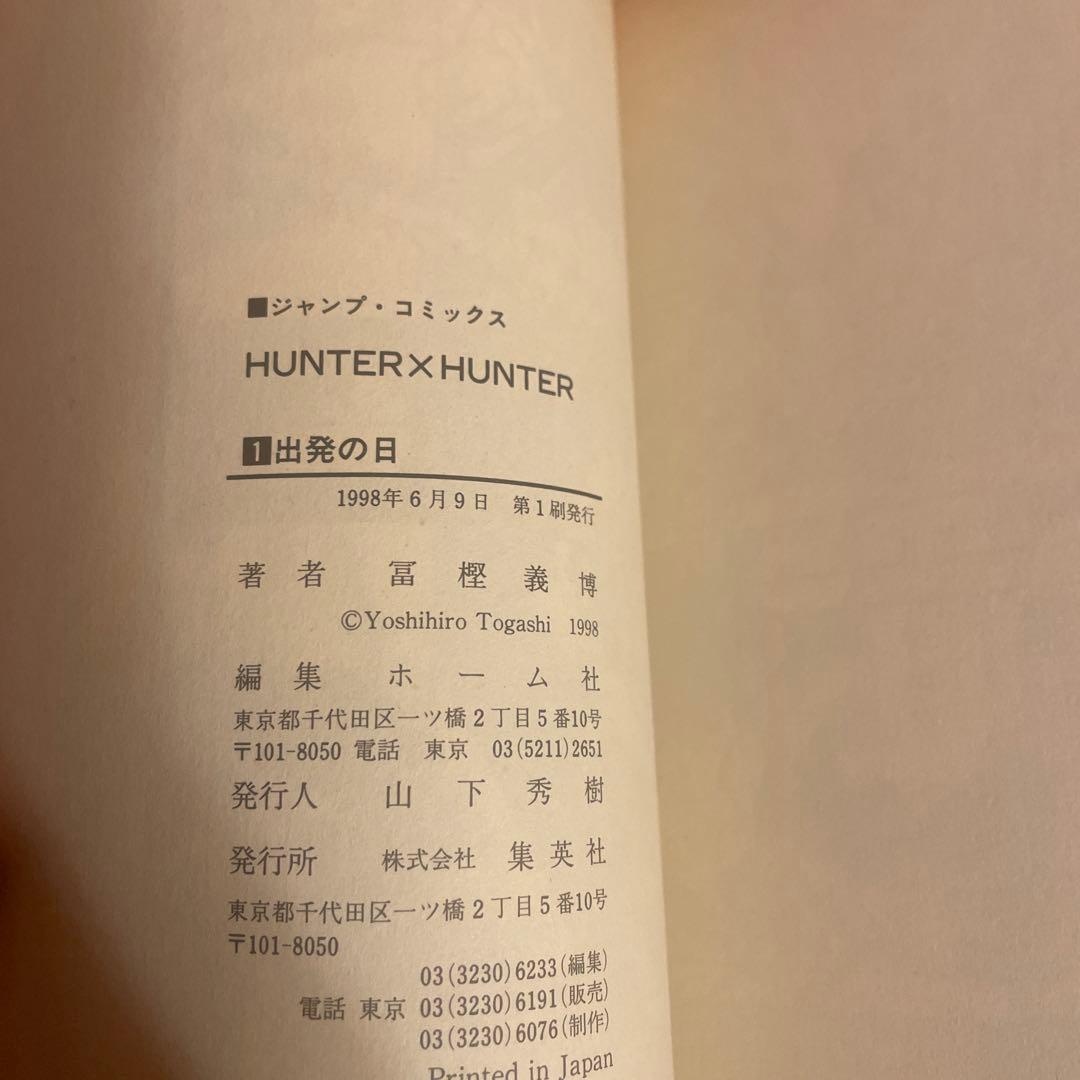 ■ジャンプ・コミックス
HUNTER×HUNTER
1出発の日
1998年6月9日 第1刷発行
著者 冨樫義博
©Yoshihiro Togashi 1998
編集 ホーム社
東京都千代田区一ツ橋2丁目5番10号
〒101-8050 電話 東京 03(5211)2651
発行人 山下秀樹
発行所 株式会社 集英社
東京都千代田区一ツ橋2丁目5番10号
〒101-8050
03(3230)6233(編集)
電話 東京 03(3230)6191(販売)
03(3230)6076(制作)
Printed in Japan